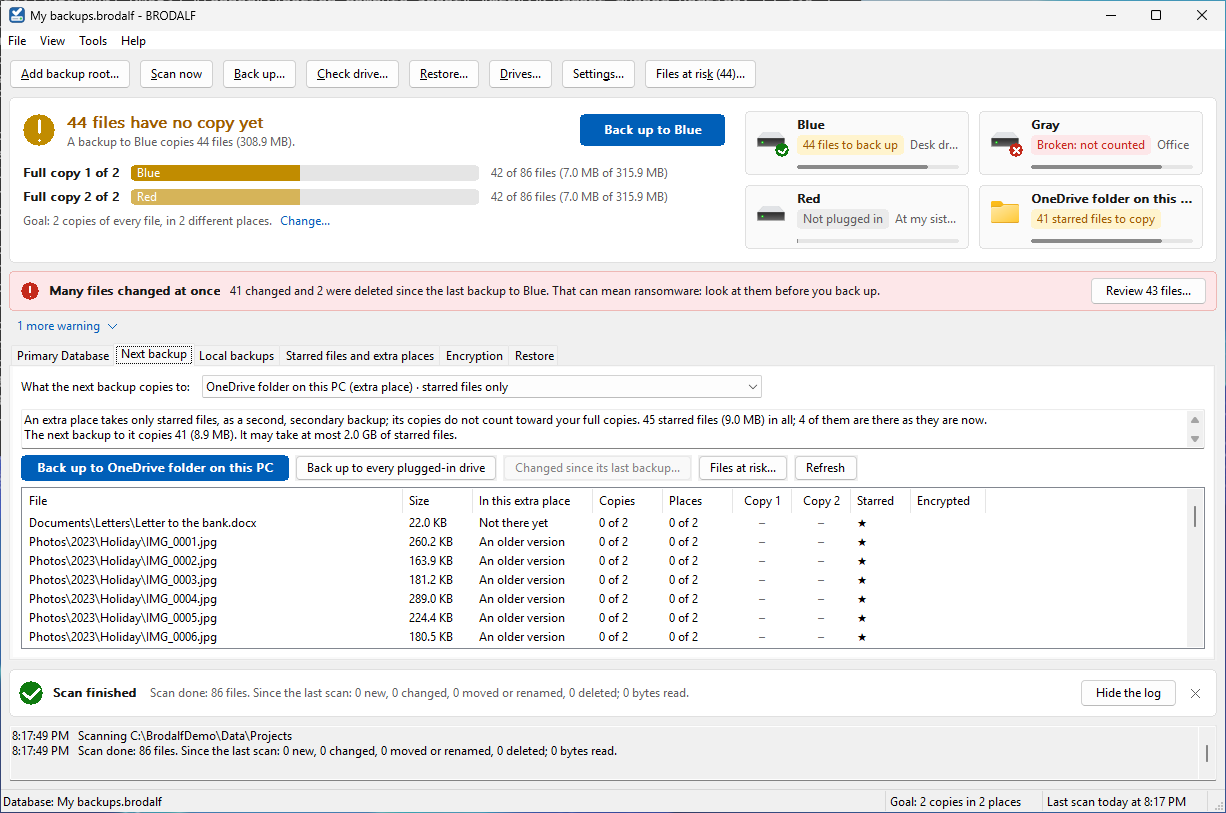 My backups.brodalf - BRODALF
File View Tools Help
Add backup root... Scan now Back up... Check drive... Restore... Drives... Settings... Files at risk (44)...
44 files have no copy yet
A backup to Blue copies 44 files (308.9 MB).
Back up to Blue
Full copy 1 of 2 Blue 42 of 86 files (7.0 MB of 315.9 MB)
Full copy 2 of 2 Red 42 of 86 files (7.0 MB of 315.9 MB)
Goal: 2 copies of every file, in 2 different places. Change...
Blue
44 files to back up Desk dr...
Gray
Broken: not counted Office
Red
Not plugged in At my sist...
OneDrive folder on this ...
41 starred files to copy
Many files changed at once 41 changed and 2 were deleted since the last backup to Blue. That can mean ransomware: look at them before you back up. Review 43 files...
1 more warning
Primary Database Next backup Local backups Starred files and extra places Encryption Restore
What the next backup copies to: OneDrive folder on this PC (extra place) · starred files only
An extra place takes only starred files, as a second, secondary backup; its copies do not count toward your full copies. 45 starred files (9.0 MB) in all; 4 of them are there as they are now.
The next backup to it copies 41 (8.9 MB). It may take at most 2.0 GB of starred files.
Back up to OneDrive folder on this PC Back up to every plugged-in drive Changed since its last backup... Files at risk... Refresh
File Size In this extra place Copies Places Copy 1 Copy 2 Starred Encrypted
Documents\Letters\Letter to the bank.docx 22.0 KB Not there yet 0 of 2 0 of 2 – – ★
Photos\2023\Holiday\IMG_0001.jpg 260.2 KB An older version 0 of 2 0 of 2 – – ★
Photos\2023\Holiday\IMG_0002.jpg 163.9 KB An older version 0 of 2 0 of 2 – – ★
Photos\2023\Holiday\IMG_0003.jpg 181.2 KB An older version 0 of 2 0 of 2 – – ★
Photos\2023\Holiday\IMG_0004.jpg 289.0 KB An older version 0 of 2 0 of 2 – – ★
Photos\2023\Holiday\IMG_0005.jpg 224.4 KB An older version 0 of 2 0 of 2 – – ★
Photos\2023\Holiday\IMG_0006.jpg 180.5 KB An older version 0 of 2 0 of 2 – – ★
Scan finished Scan done: 86 files. Since the last scan: 0 new, 0 changed, 0 moved or renamed, 0 deleted; 0 bytes read. Hide the log
8:17:49 PM Scanning C:\BrodalfDemo\Data\Projects
8:17:49 PM Scan done: 86 files. Since the last scan: 0 new, 0 changed, 0 moved or renamed, 0 deleted; 0 bytes read.
Database: My backups.brodalf Goal: 2 copies in 2 places Last scan today at 8:17 PM